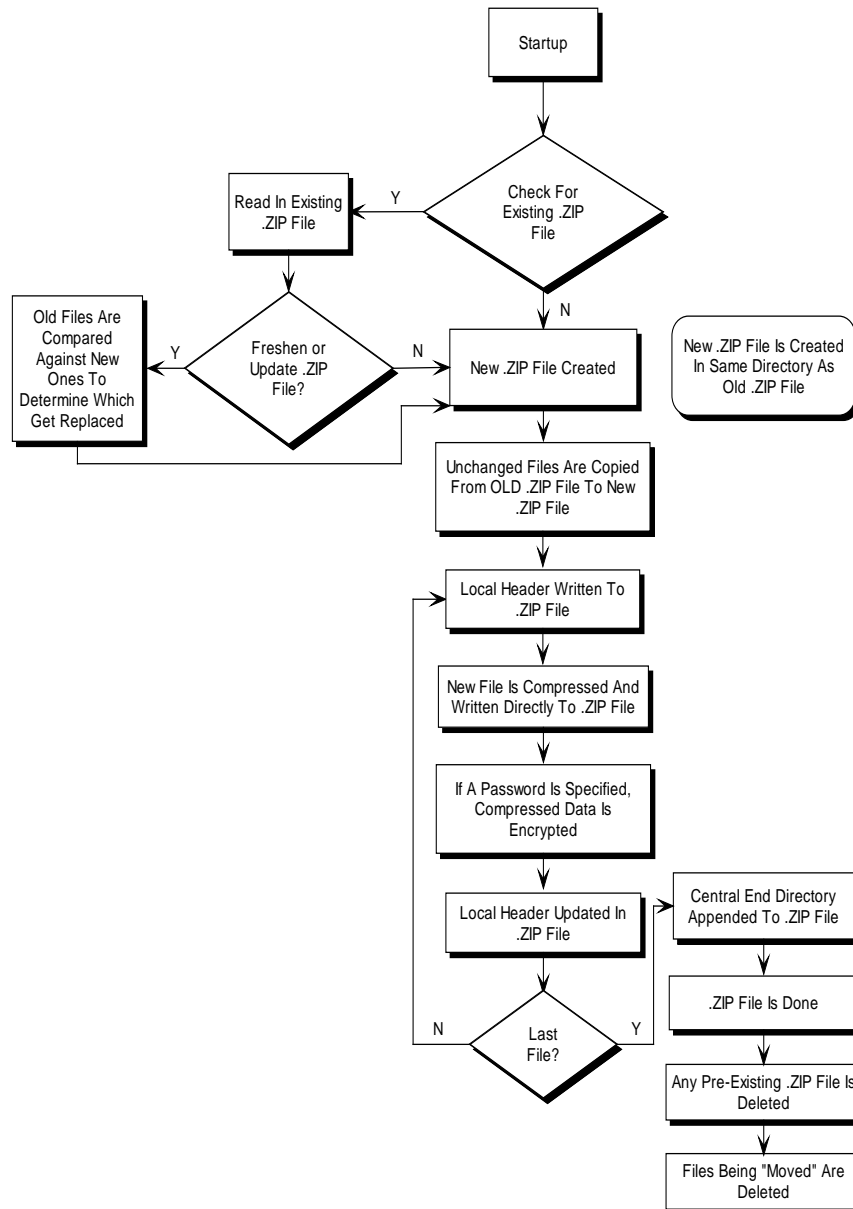 Startup
Check For
Existing .ZIP
File
Y
Read In Existing
.ZIP File
N
Freshen or
Update .ZIP
File?
Y
N
Old Files Are
Compared
Against New
Ones To
Determine Which
Get Replaced
New .ZIP File Created
New .ZIP File Is Created
In Same Directory As
Old .ZIP File
Unchanged Files Are Copied
From OLD .ZIP File To New
.ZIP File
Local Header Written To
.ZIP File
New File Is Compressed And
Written Directly To .ZIP File
If A Password Is Specified,
Compressed Data Is
Encrypted
Local Header Updated In
.ZIP File
Last
File?
N
Y
Central End Directory
Appended To .ZIP File
.ZIP File Is Done
Any Pre-Existing .ZIP File Is
Deleted
Files Being "Moved" Are
Deleted